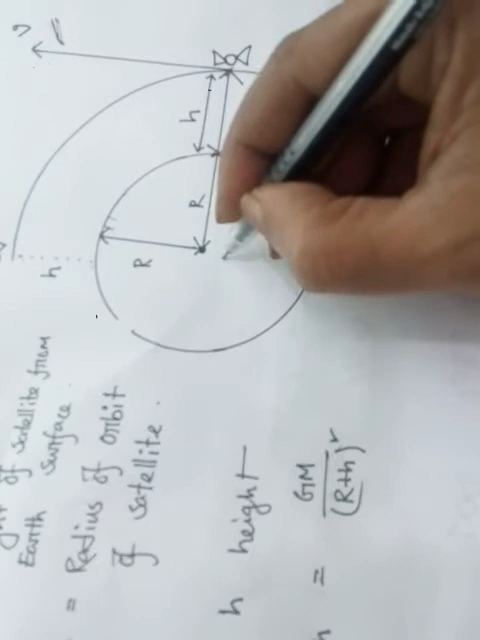 v
h
R
R
h
of satellite from
Earth surface.
= Radius of orbit
of satellite.
h height
= GM
(R+h)²